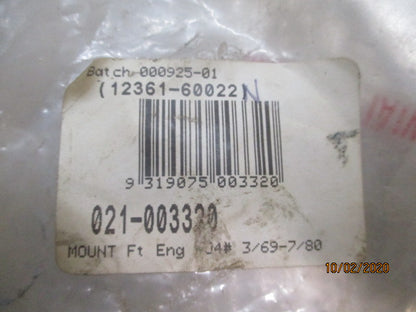 Batch 000925-01
(12361-60022)N
9 319075 003320
021-003320
MOUNT Ft Eng J4# 3/69-7/80
10/02/2020